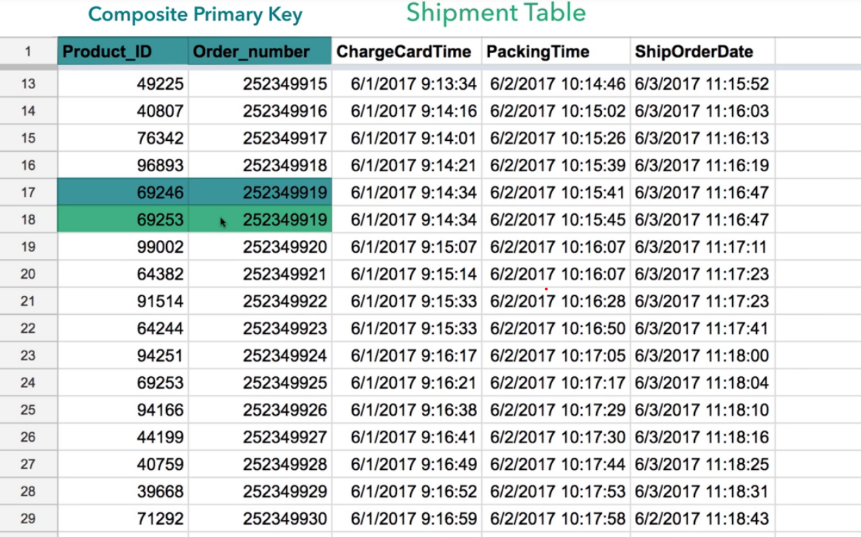 Composite Primary Key Shipment Table
1 Product_ID Order_number ChargeCardTime PackingTime ShipOrderDate
13 49225 252349915 6/1/2017 9:13:34 6/2/2017 10:14:46 6/3/2017 11:15:52
14 40807 252349916 6/1/2017 9:14:16 6/2/2017 10:15:02 6/3/2017 11:16:03
15 76342 252349917 6/1/2017 9:14:01 6/2/2017 10:15:26 6/3/2017 11:16:13
16 96893 252349918 6/1/2017 9:14:21 6/2/2017 10:15:39 6/3/2017 11:16:19
17 69246 252349919 6/1/2017 9:14:34 6/2/2017 10:15:41 6/3/2017 11:16:47
18 69253 252349919 6/1/2017 9:14:34 6/2/2017 10:15:45 6/3/2017 11:16:47
19 99002 252349920 6/1/2017 9:15:07 6/2/2017 10:16:07 6/3/2017 11:17:11
20 64382 252349921 6/1/2017 9:15:14 6/2/2017 10:16:07 6/3/2017 11:17:23
21 91514 252349922 6/1/2017 9:15:33 6/2/2017 10:16:28 6/3/2017 11:17:23
22 64244 252349923 6/1/2017 9:15:33 6/2/2017 10:16:50 6/3/2017 11:17:41
23 94251 252349924 6/1/2017 9:16:17 6/2/2017 10:17:05 6/3/2017 11:18:00
24 69253 252349925 6/1/2017 9:16:21 6/2/2017 10:17:17 6/3/2017 11:18:04
25 94166 252349926 6/1/2017 9:16:38 6/2/2017 10:17:29 6/3/2017 11:18:10
26 44199 252349927 6/1/2017 9:16:41 6/2/2017 10:17:30 6/3/2017 11:18:16
27 40759 252349928 6/1/2017 9:16:49 6/2/2017 10:17:44 6/3/2017 11:18:25
28 39668 252349929 6/1/2017 9:16:52 6/2/2017 10:17:53 6/3/2017 11:18:31
29 71292 252349930 6/1/2017 9:16:59 6/2/2017 10:17:58 6/2/2017 11:18:43